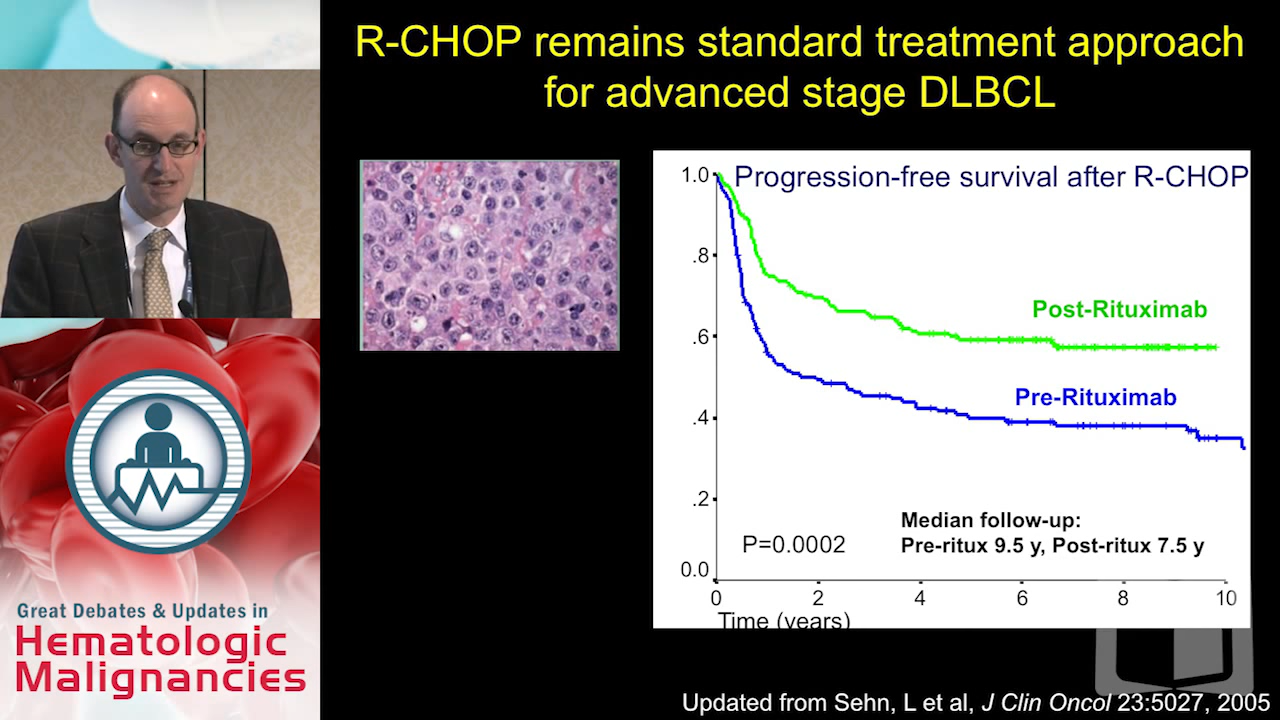 R-CHOP remains standard treatment approach
for advanced stage DLBCL
Progression-free survival after R-CHOP
1.0
.8
.6
.4
.2
0.0
Post-Rituximab
Pre-Rituximab
Median follow-up:
Pre-ritux 9.5 y, Post-ritux 7.5 y
P=0.0002
0 2 4 6 8 10
Time (years)
Updated from Sehn, L et al, J Clin Oncol 23:5027, 2005
Great Debates & Updates in
Hematologic
Malignancies